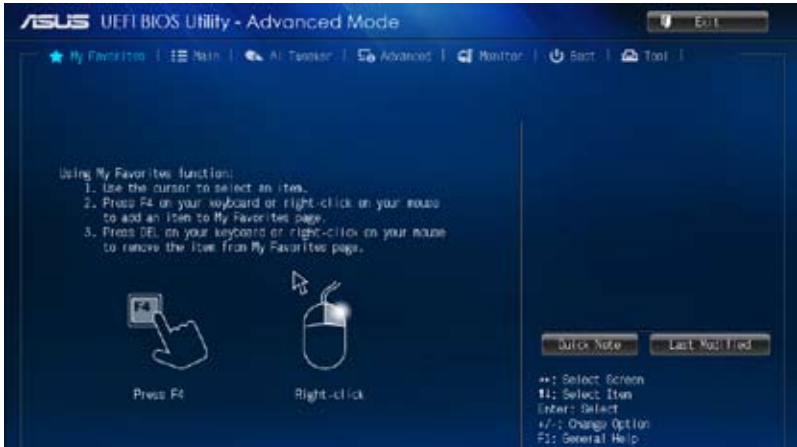 ASUS UEFI BIOS Utility - Advanced Mode
Exit
My Favorites | Main | Ai Tweaker | Advanced | Monitor | Boot | Tool |
Using My Favorites function:
1. Use the cursor to select an item.
2. Press F4 on your keyboard or right-click on your mouse
to add an item to My Favorites page.
3. Press DEL on your keyboard or right-click on your mouse
to remove the item from My Favorites page.
F4
Press F4
Right-click
Quick Note
Last Modified
↔: Select Screen
↑↓: Select Item
Enter: Select
+/-: Change Option
F1: General Help